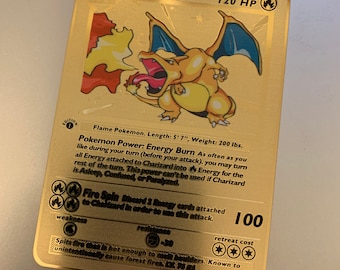 120 HP
Flame Pokemon. Length: 5' 7", Weight: 200 lbs.
Pokemon Power: Energy Burn As often as you
like during your turn (before your attack), you may turn
all Energy attached to Charizard into Energy for the
rest of the turn. This power can't be used if Charizard
is Asleep, Confused, or Paralyzed.
Fire Spin Discard 2 Energy cards attached
to Charizard in order to use this attack.
100
weakness
resistance
retreat cost
-30
Spits fire that is hot enough to melt boulders. Known to
unintentionally cause forest fires. LV. 76 #4